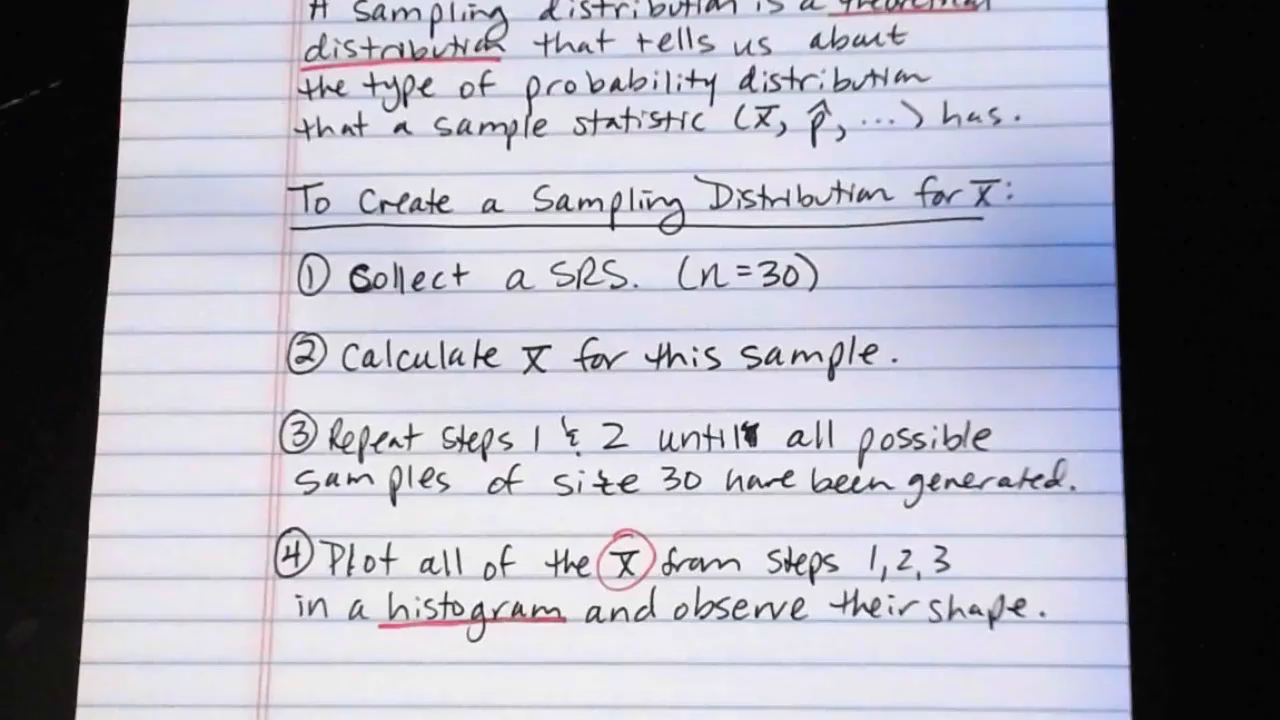 A sampling distribution is a theoretical
distribution that tells us about
the type of probability distribution
that a sample statistic (x̄, p̂, ...) has.
To Create a Sampling Distribution for x̄:
① Collect a SRS. (n=30)
② Calculate x̄ for this sample.
③ Repeat steps 1 & 2 until all possible
samples of size 30 have been generated.
④ Plot all of the x̄ from steps 1, 2, 3
in a histogram and observe their shape.